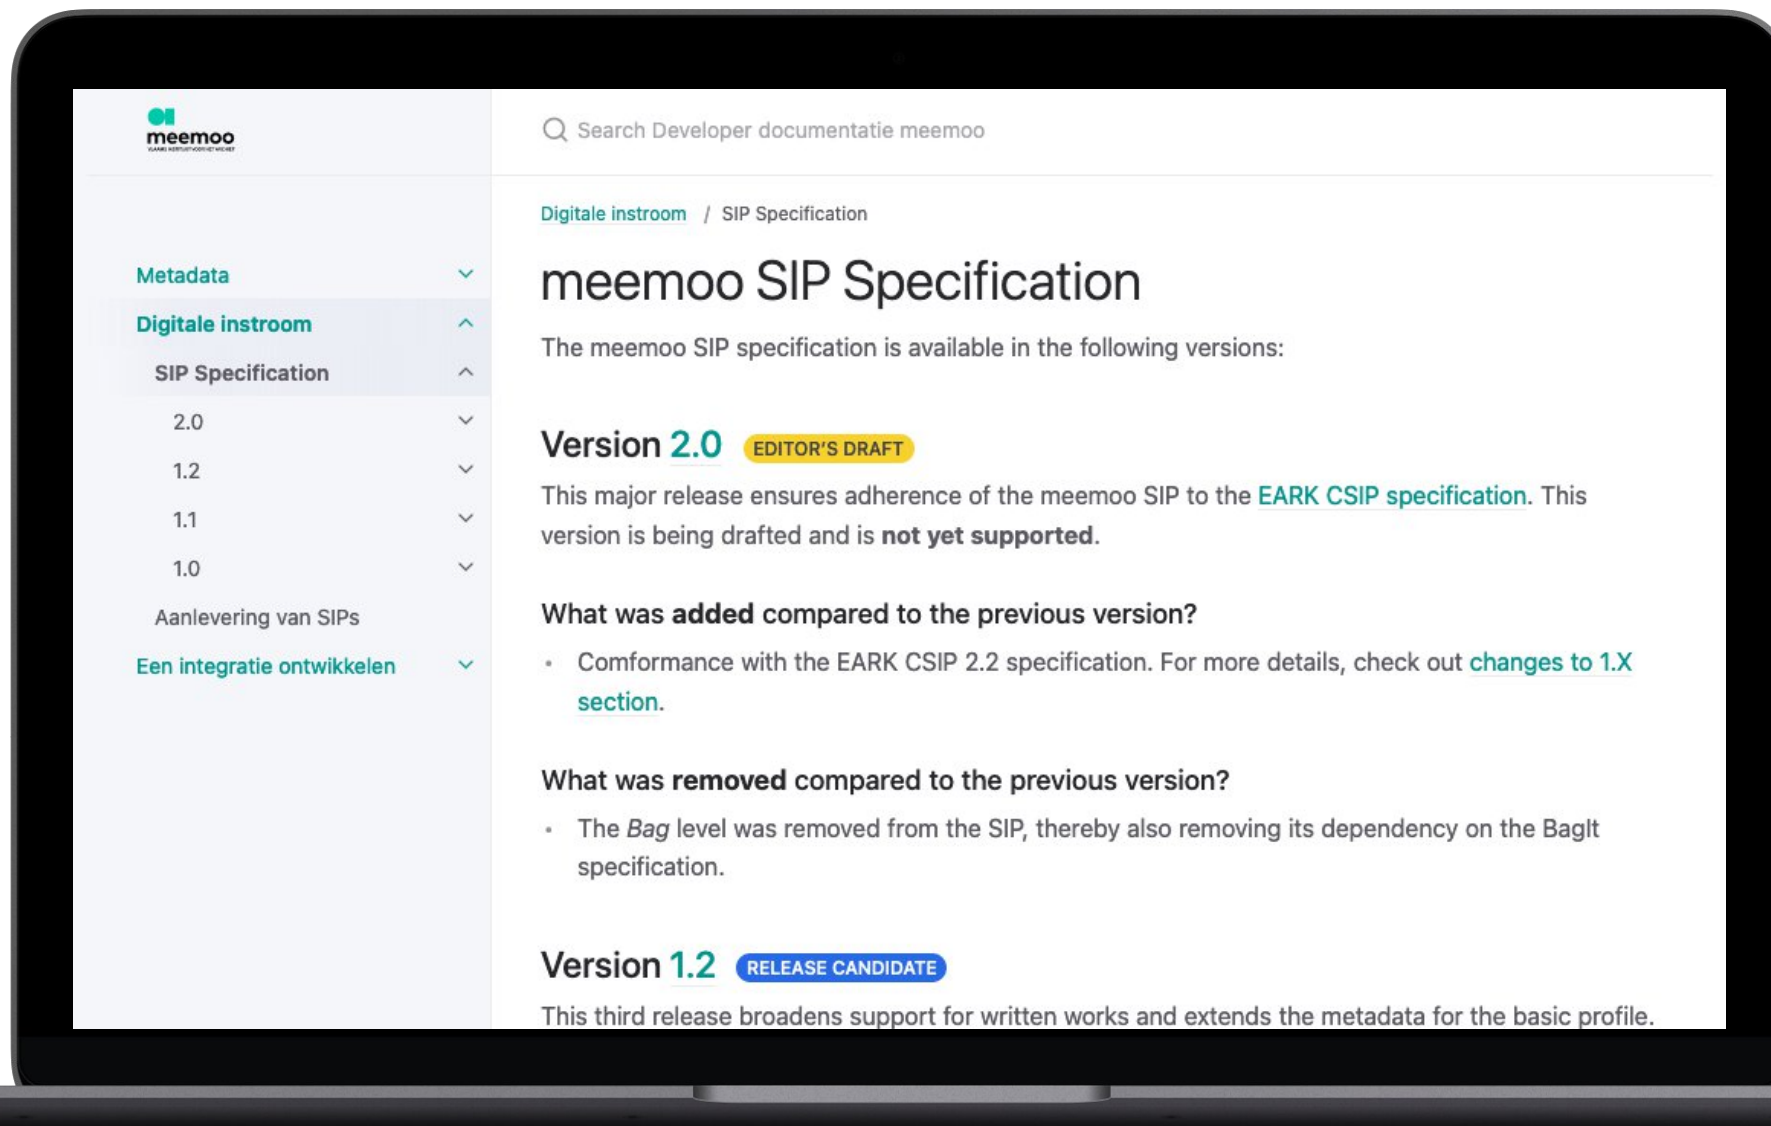 meemoo
Search Developer documentatie meemoo
Digitale instroom / SIP Specification
Metadata
Digitale instroom
SIP Specification
2.0
1.2
1.1
1.0
Aanlevering van SIPs
Een integratie ontwikkelen
meemoo SIP Specification
The meemoo SIP specification is available in the following versions:
Version 2.0 EDITOR'S DRAFT
This major release ensures adherence of the meemoo SIP to the EARK CSIP specification. This
version is being drafted and is not yet supported.
What was added compared to the previous version?
• Comformance with the EARK CSIP 2.2 specification. For more details, check out changes to 1.X
section.
What was removed compared to the previous version?
• The Bag level was removed from the SIP, thereby also removing its dependency on the BagIt
specification.
Version 1.2 RELEASE CANDIDATE
This third release broadens support for written works and extends the metadata for the basic profile.